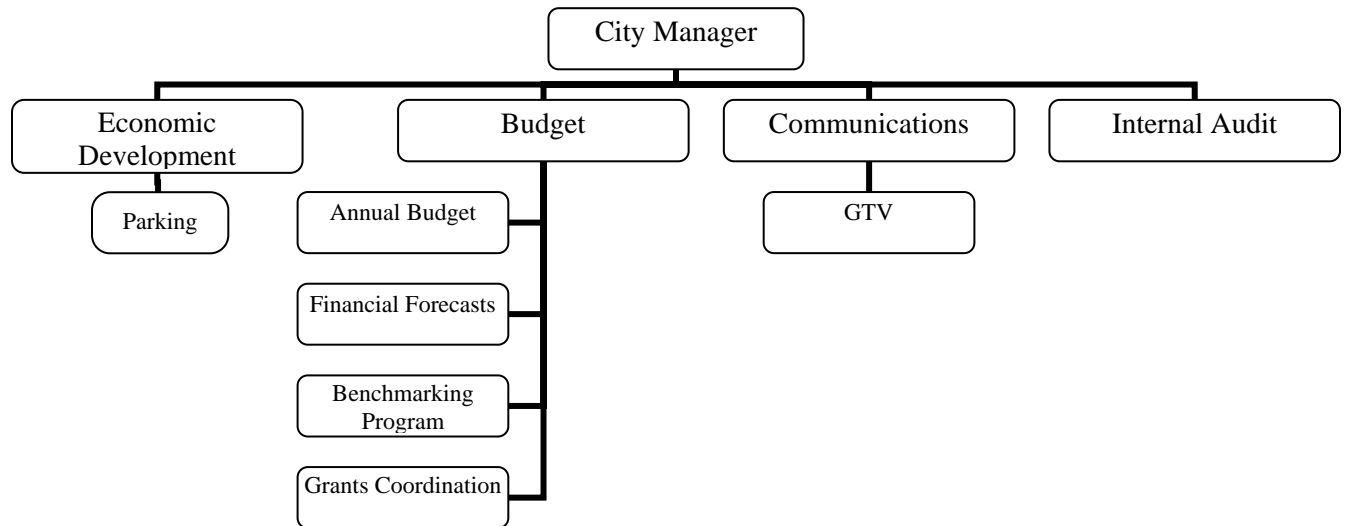 City Manager
Economic
Development
Budget
Communications
Internal Audit
Parking
Annual Budget
GTV
Financial Forecasts
Benchmarking
Program
Grants Coordination